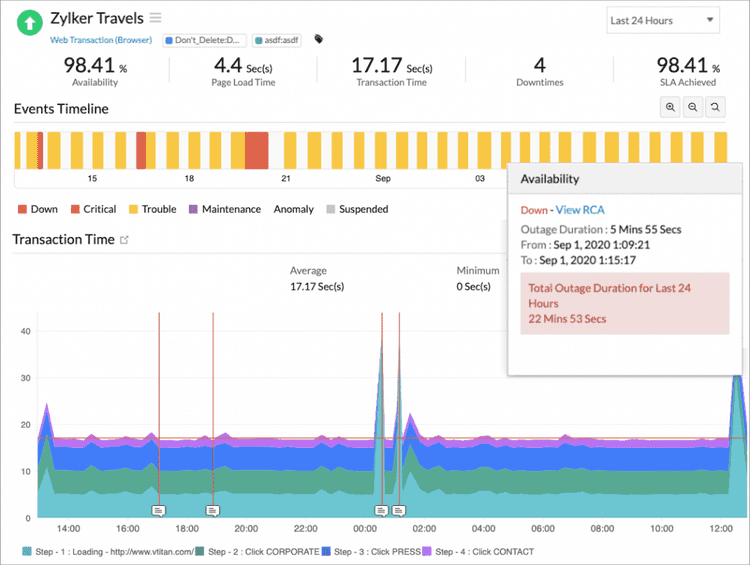 Zylker Travels
Last 24 Hours
Web Transaction (Browser) Don't_Delete:D... asdf:asdf
98.41 % 4.4 Sec(s) 17.17 Sec(s) 4 98.41 %
Availability Page Load Time Transaction Time Downtimes SLA Achieved
Events Timeline
15 18 21 Sep 03
Down Critical Trouble Maintenance Anomaly Suspended
Availability
Down - View RCA
Outage Duration : 5 Mins 55 Secs
From : Sep 1, 2020 1:09:21
To : Sep 1, 2020 1:15:17
Total Outage Duration for Last 24
Hours
22 Mins 53 Secs
Transaction Time
Average Minimum
17.17 Sec(s) 0 Sec(s)
40
30
20
10
0
14:00 16:00 18:00 20:00 22:00 00:00 02:00 04:00 06:00 08:00 10:00 12:00
Step - 1 : Loading - http://www.vtitan.com/ Step - 2 : Click CORPORATE Step - 3 : Click PRESS Step - 4 : Click CONTACT